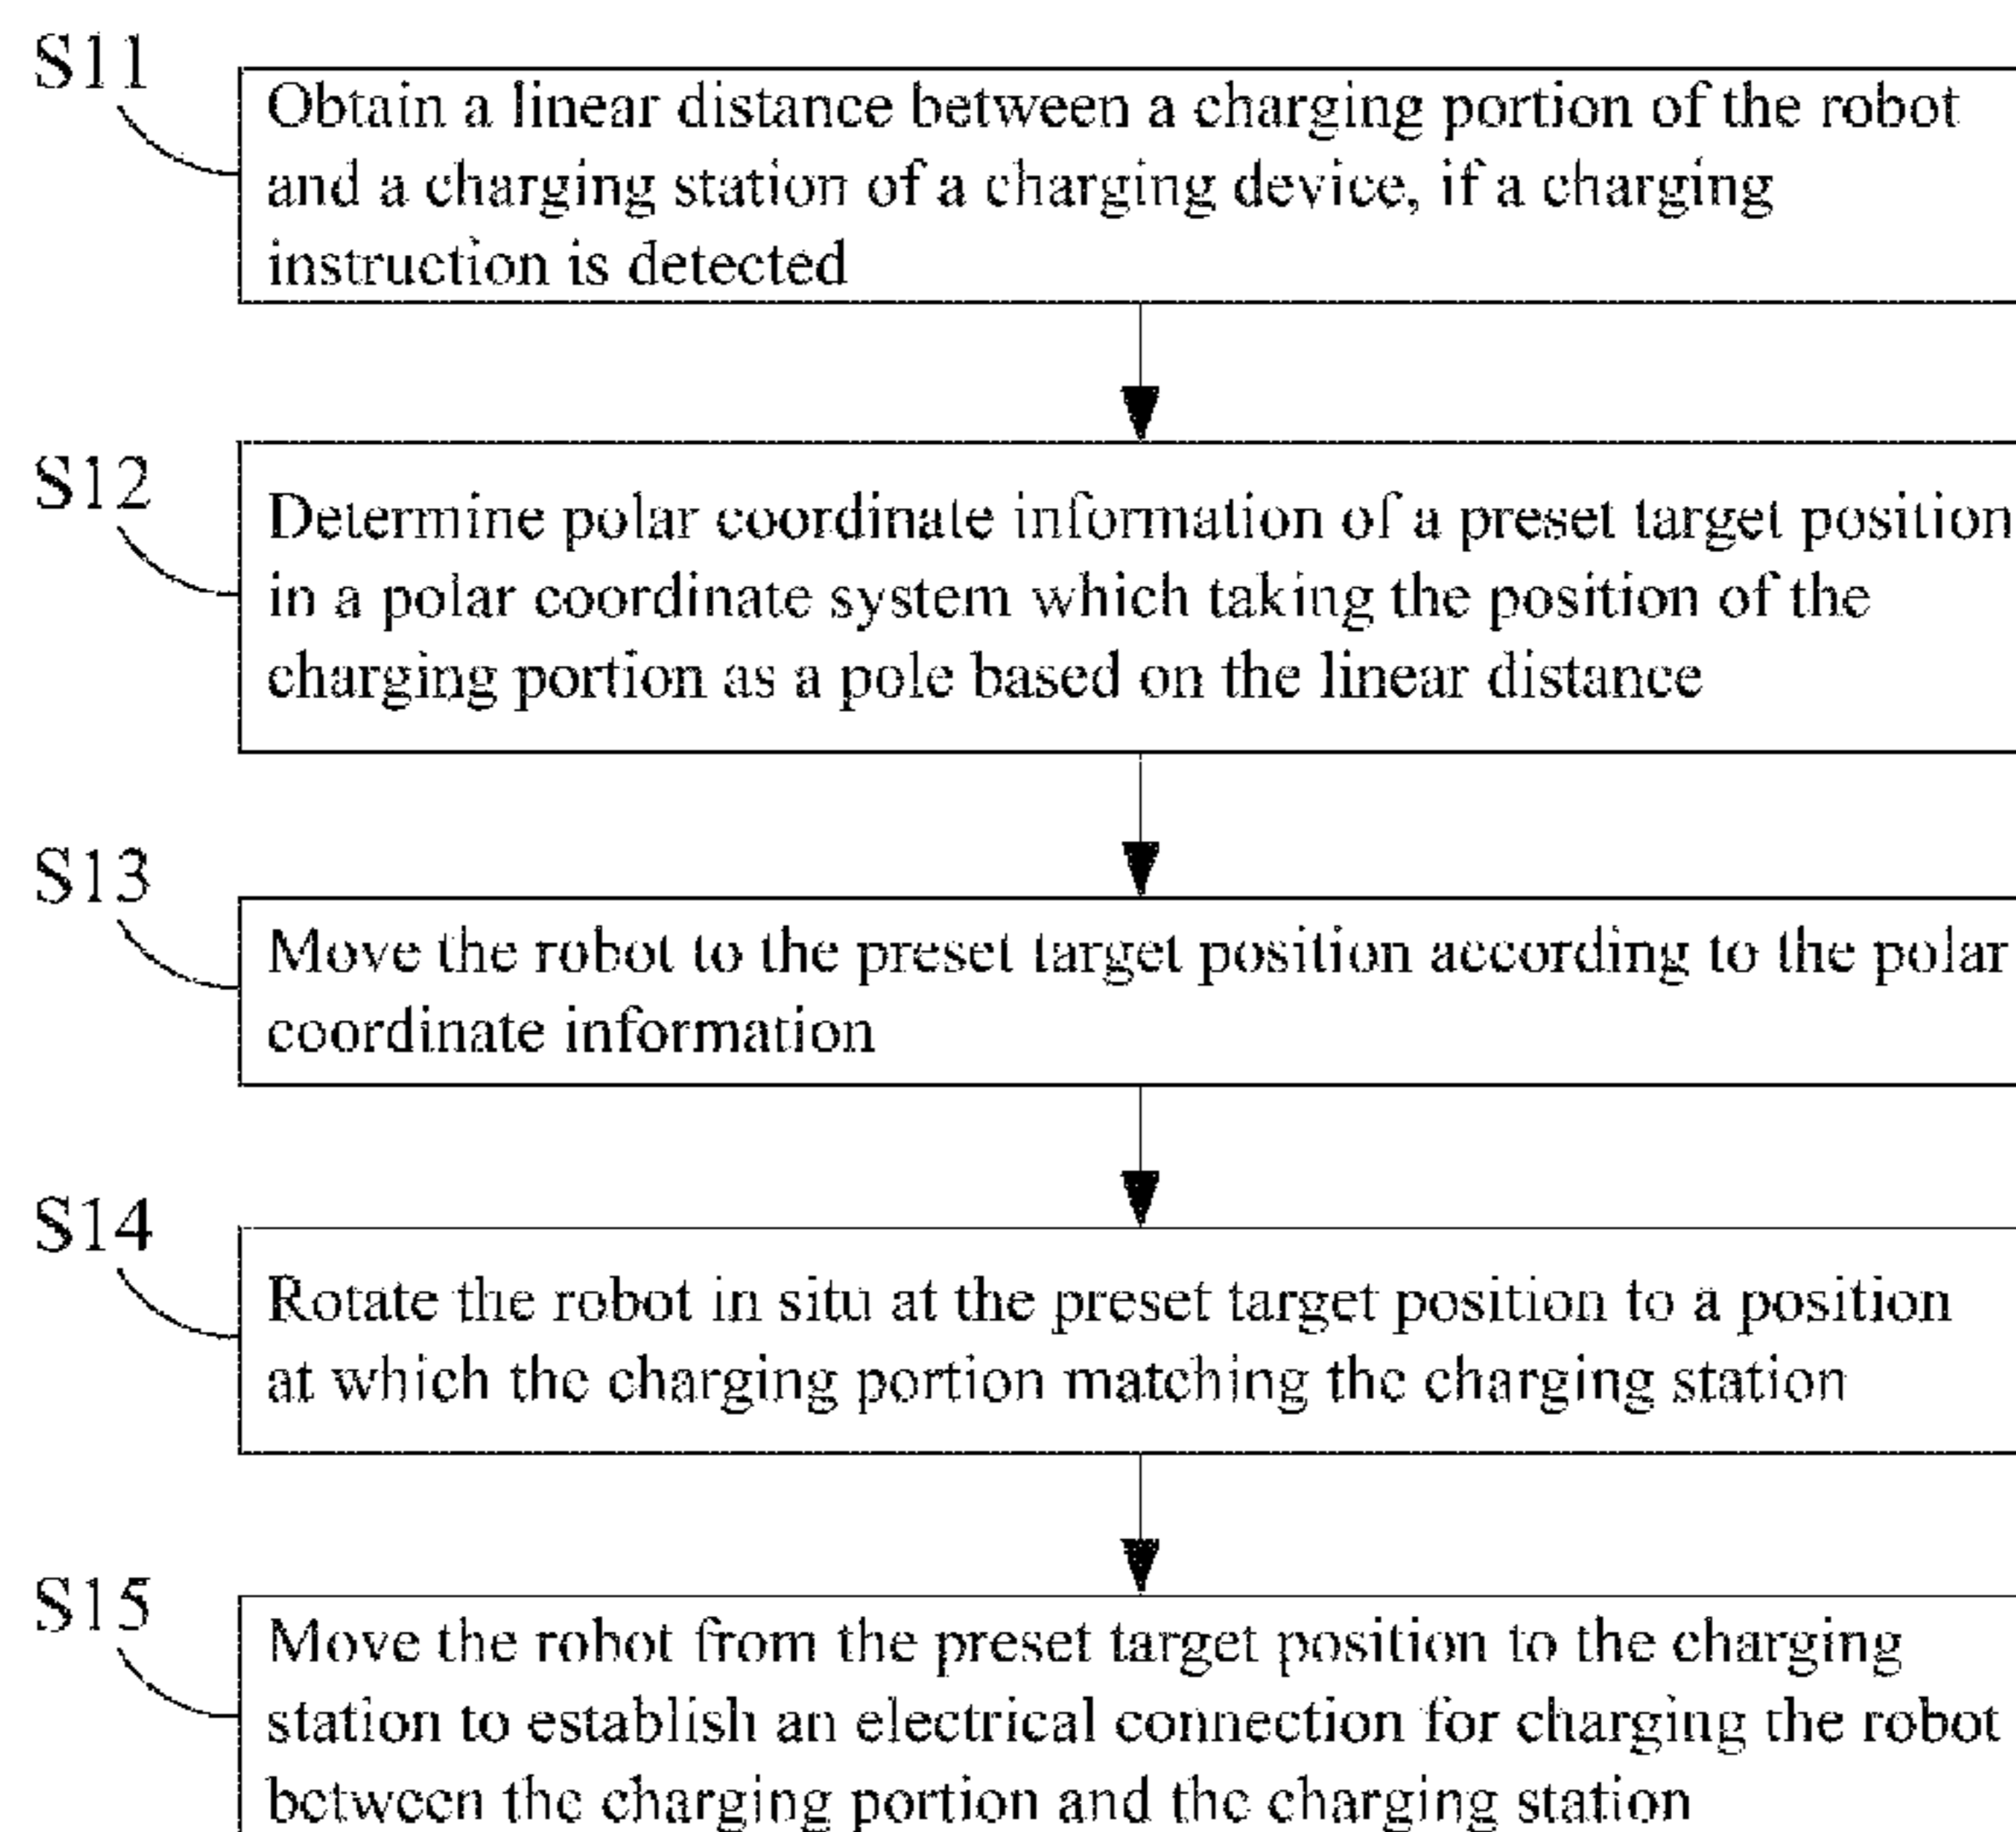 S11
Obtain a linear distance between a charging portion of the robot
and a charging station of a charging device, if a charging
instruction is detected
S12
Determine polar coordinate information of a preset target position
in a polar coordinate system which taking the position of the
charging portion as a pole based on the linear distance
S13
Move the robot to the preset target position according to the polar
coordinate information
S14
Rotate the robot in situ at the preset target position to a position
at which the charging portion matching the charging station
S15
Move the robot from the preset target position to the charging
station to establish an electrical connection for charging the robot
between the charging portion and the charging station